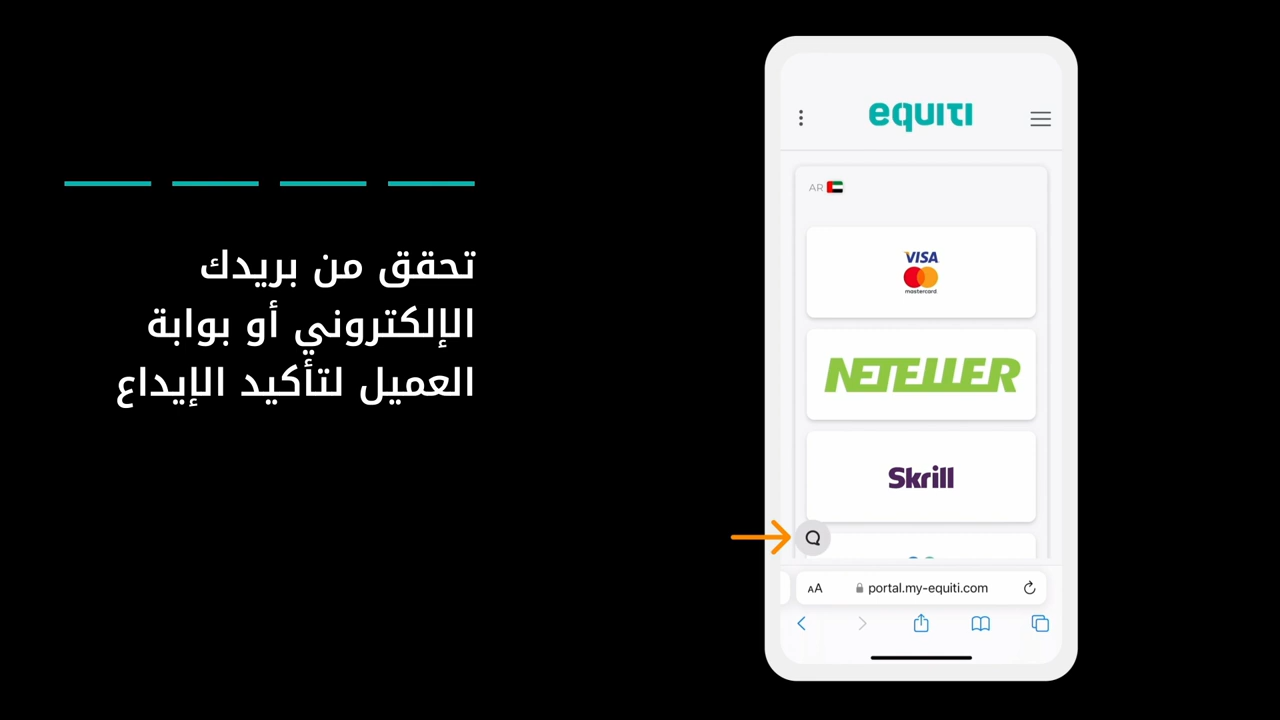 تحقق من بريدك
الإلكتروني أو بوابة
العميل لتأكيد الإيداع
equiti
AR
VISA
mastercard
NETELLER
Skrill
AA
portal.my-equiti.com